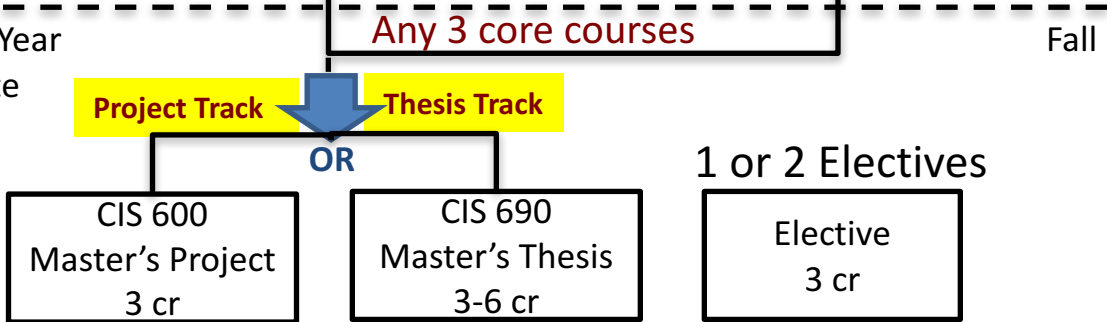 Any 3 core courses
Year
Fall
Project Track
Thesis Track
OR
1 or 2 Electives
CIS 600
Master's Project
3 cr
CIS 690
Master's Thesis
3-6 cr
Elective
3 cr